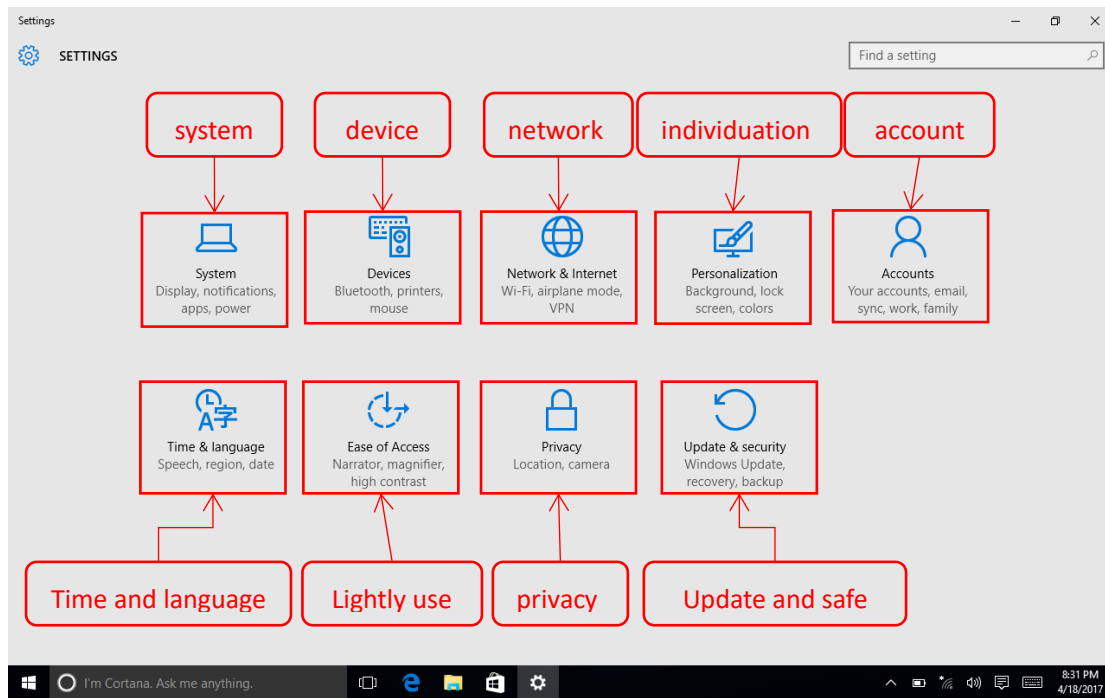 Settings
SETTINGS
Find a setting
system
device
network
individuation
account
System
Display, notifications,
apps, power
Devices
Bluetooth, printers,
mouse
Network & Internet
Wi-Fi, airplane mode,
VPN
Personalization
Background, lock
screen, colors
Accounts
Your accounts, email,
sync, work, family
Time & language
Speech, region, date
Ease of Access
Narrator, magnifier,
high contrast
Privacy
Location, camera
Update & security
Windows Update,
recovery, backup
Time and language
Lightly use
privacy
Update and safe
I'm Cortana. Ask me anything.
8:31 PM
4/18/2017